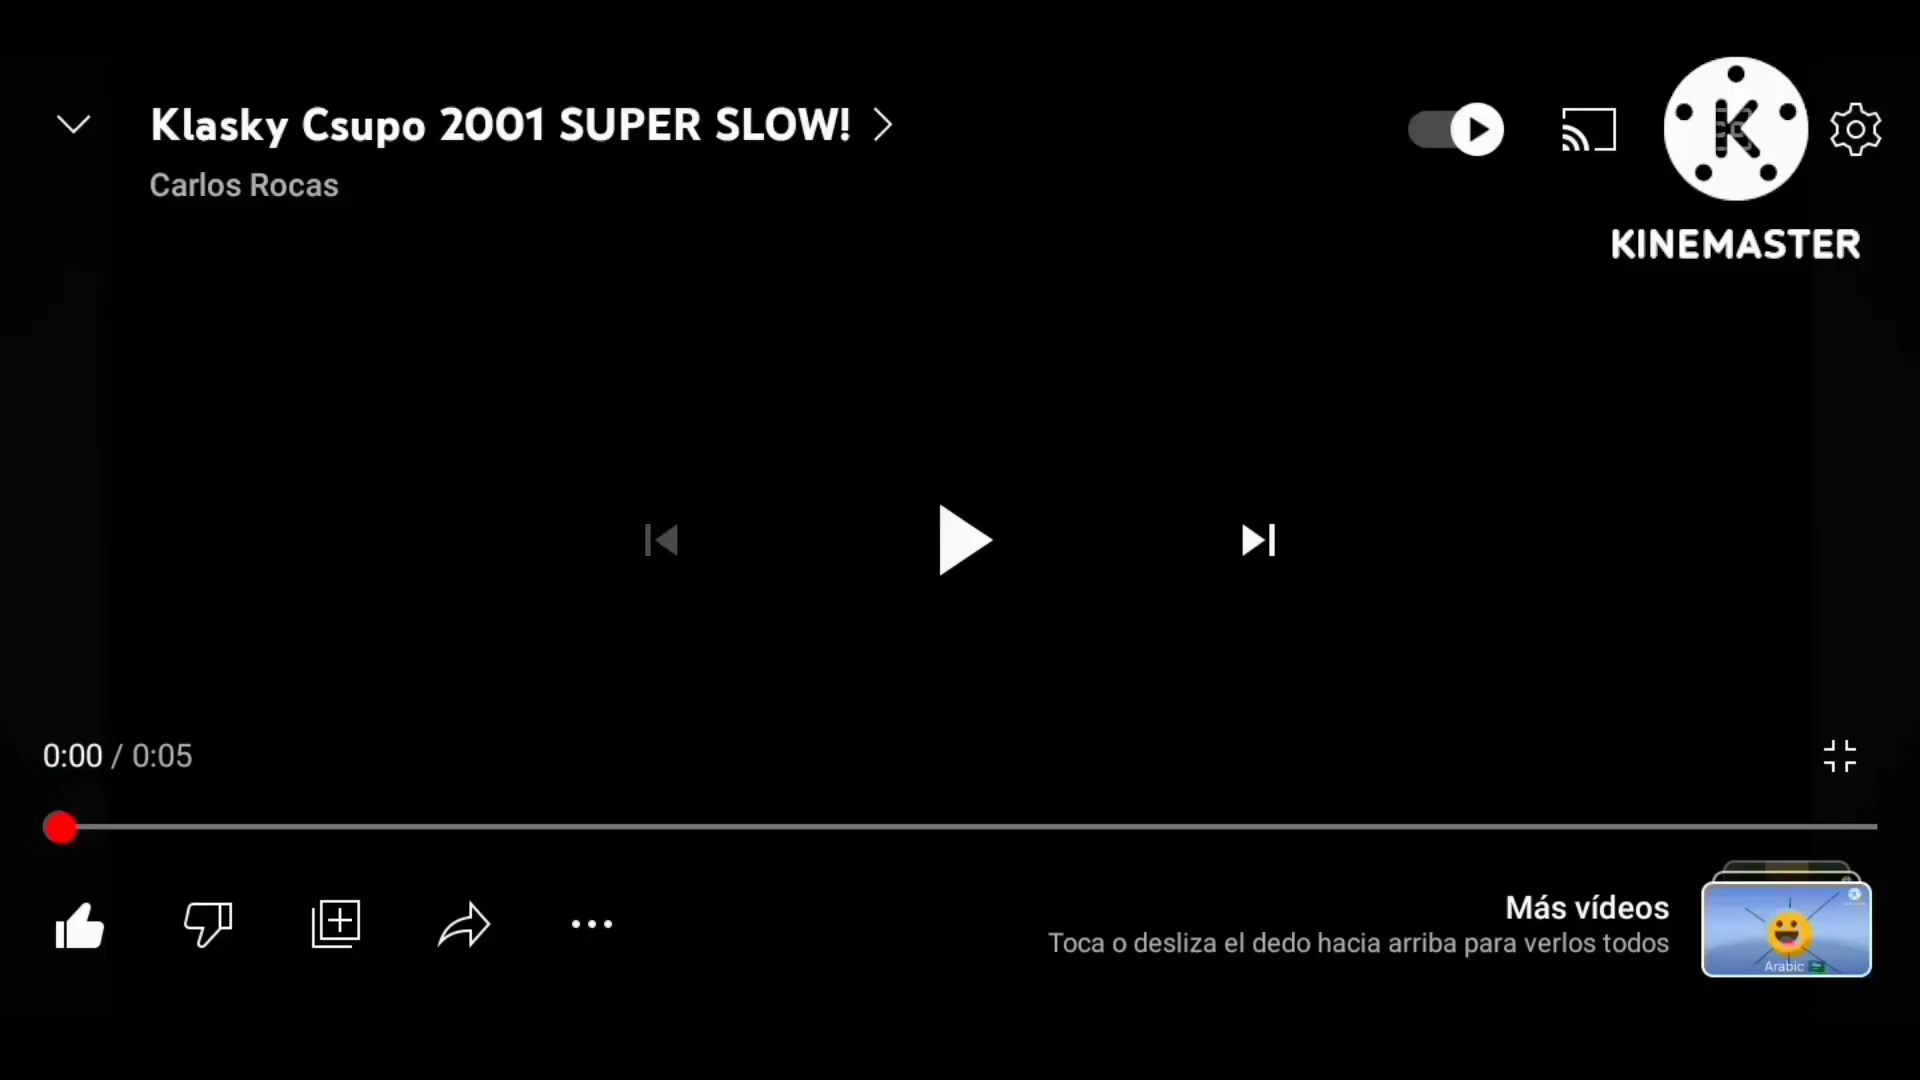 Klasky Csupo 2001 SUPER SLOW!
Carlos Rocas
KINEMASTER
0:00 / 0:05
Más vídeos
Toca o desliza el dedo hacia arriba para verlos todos
Arabic